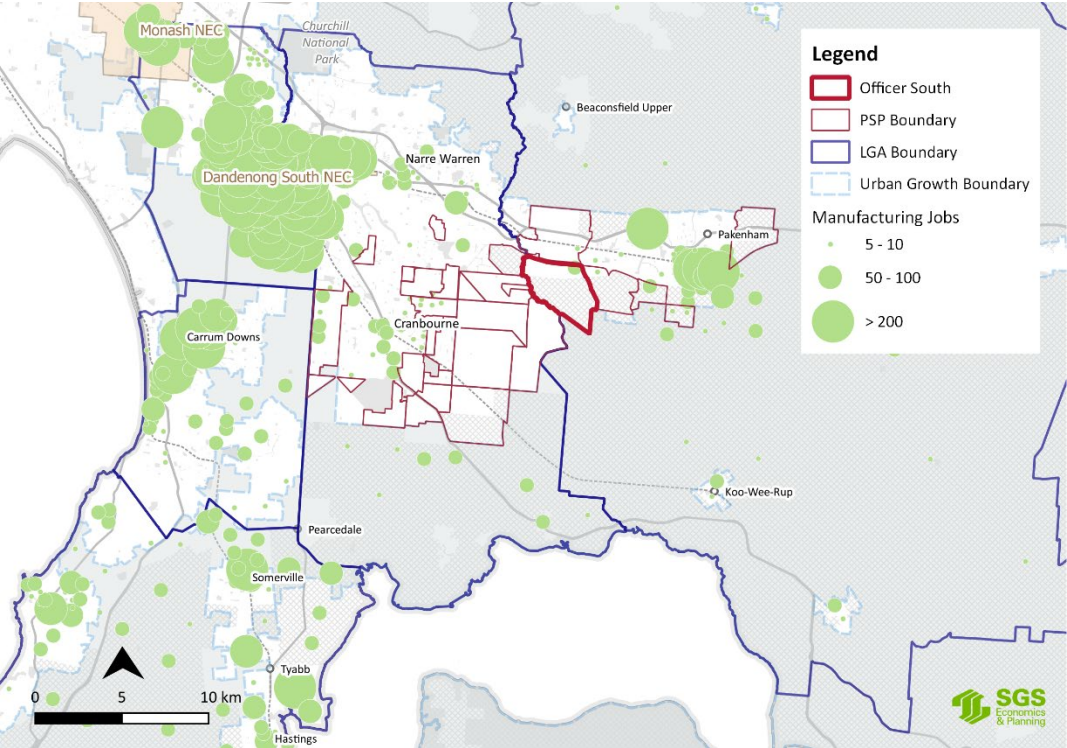 Monash NEC
Churchill
National
Park
Beaconsfield Upper
Narre Warren
Dandenong South NEC
Pakenham
Cranbourne
Carrum Downs
Koo-Wee-Rup
Pearcedale
Somerville
Tyabb
Hastings
0 5 10 km
Legend
Officer South
PSP Boundary
LGA Boundary
Urban Growth Boundary
Manufacturing Jobs
5 - 10
50 - 100
> 200
SGS
Economics
& Planning